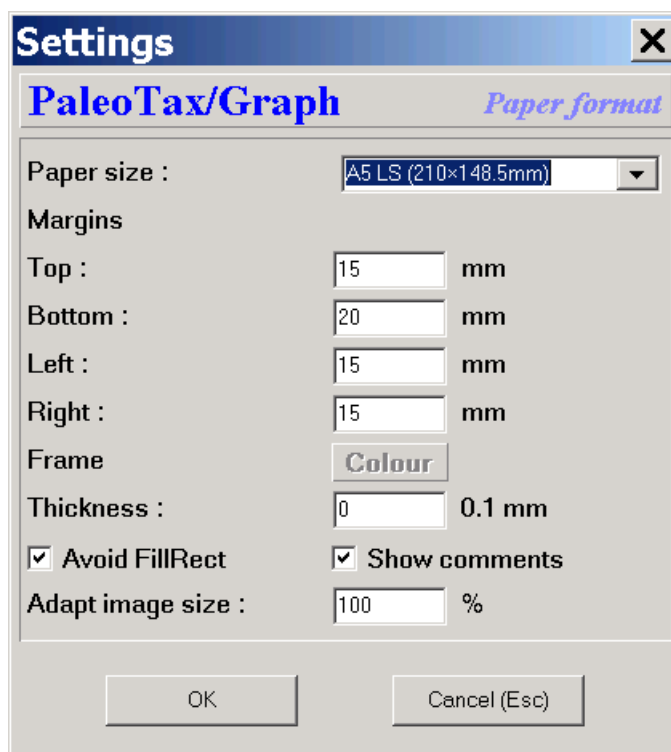 Settings
PaleoTax/Graph Paper format
Paper size : A5 LS (210×148.5mm)
Margins
Top : 15 mm
Bottom : 20 mm
Left : 15 mm
Right : 15 mm
Frame Colour
Thickness : 0 0.1 mm
Avoid FillRect Show comments
Adapt image size : 100 %
OK Cancel (Esc)